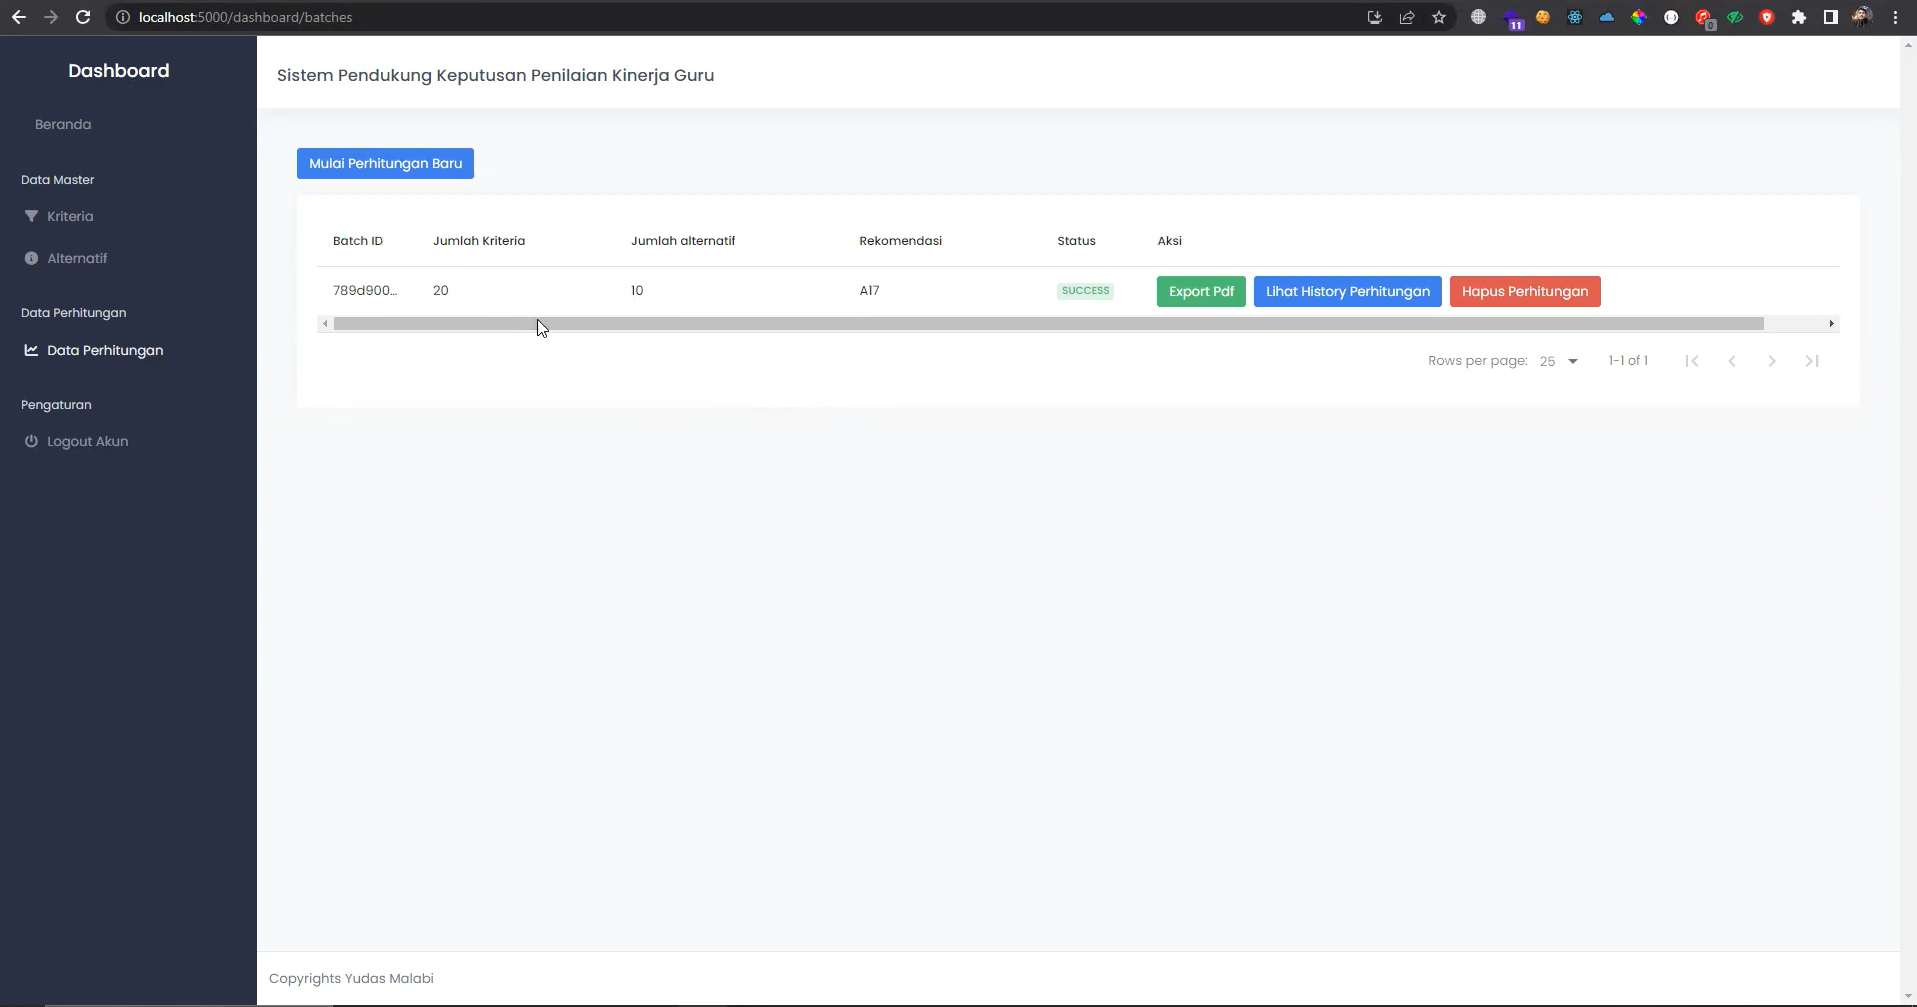 localhost:5000/dashboard/batches
11
0
Dashboard
Sistem Pendukung Keputusan Penilaian Kinerja Guru
Beranda
Data Master
Kriteria
Alternatif
Data Perhitungan
Data Perhitungan
Pengaturan
Logout Akun
Mulai Perhitungan Baru
Batch ID Jumlah Kriteria Jumlah alternatif Rekomendasi Status Aksi
789d900... 20 10 A17 SUCCESS Export Pdf Lihat History Perhitungan Hapus Perhitungan
Rows per page: 25 1-1 of 1
Copyrights Yudas Malabi